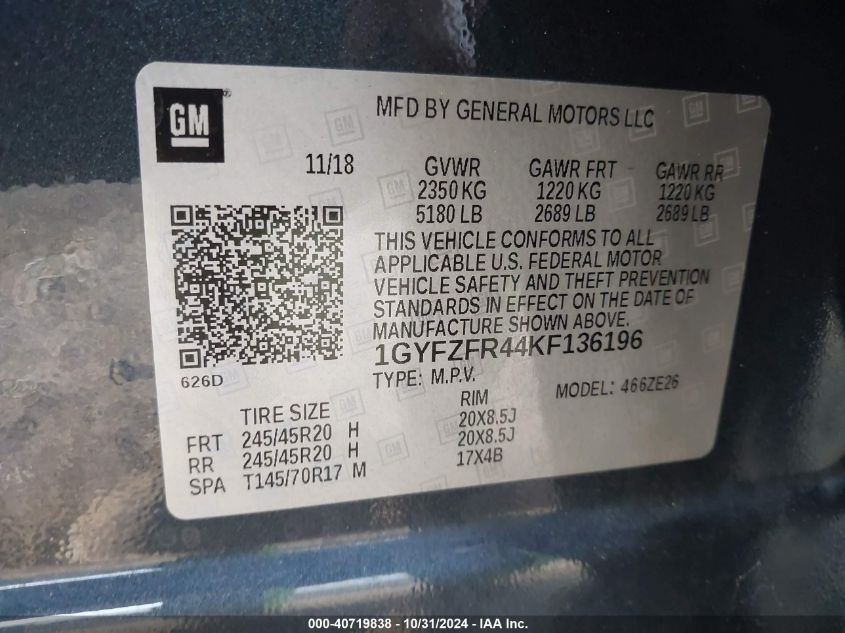 GM
MFD BY GENERAL MOTORS LLC
11/18 GVWR GAWR FRT GAWR RR
2350 KG 1220 KG 1220 KG
5180 LB 2689 LB 2689 LB
THIS VEHICLE CONFORMS TO ALL
APPLICABLE U.S. FEDERAL MOTOR
VEHICLE SAFETY AND THEFT PREVENTION
STANDARDS IN EFFECT ON THE DATE OF
MANUFACTURE SHOWN ABOVE.
1GYFZFR44KF136196
626D
TYPE: M.P.V. MODEL: 466ZE26
TIRE SIZE RIM
FRT 245/45R20 H 20X8.5J
RR 245/45R20 H 20X8.5J
SPA T145/70R17 M 17X4B
000-40719838 - 10/31/2024 - IAA Inc.